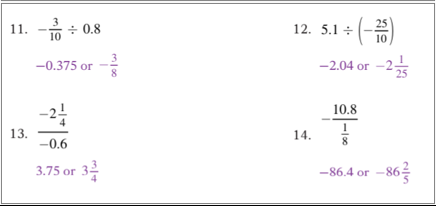 11. −3/10 ÷ 0.8
12. 5.1 ÷ (−25/10)
−0.375 or −3/8
−2.04 or −2 1/25
13. −2 1/4 / −0.6
14. − 10.8 / 1/8
3.75 or 3 3/4
−86.4 or −86 2/5